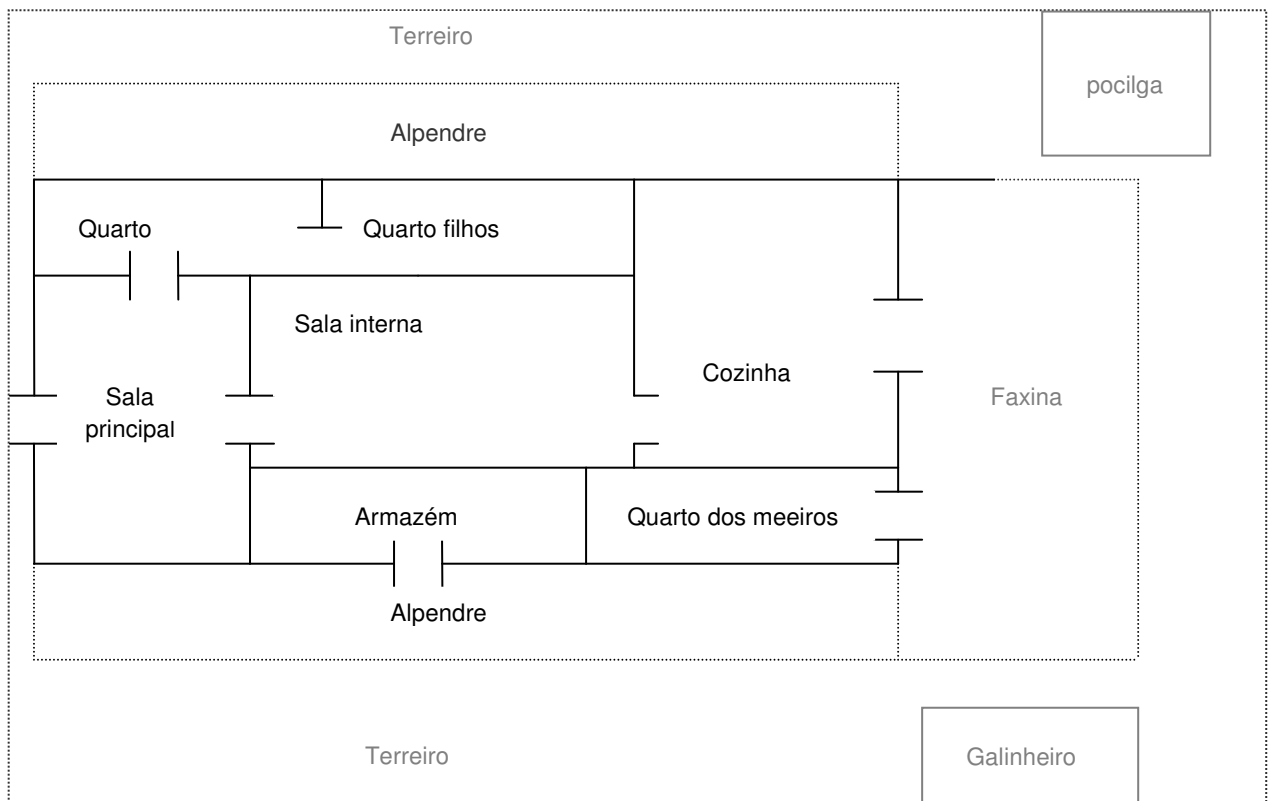 Terreiro
pocilga
Alpendre
Quarto
Quarto filhos
Sala interna
Cozinha
Sala
principal
Faxina
Armazém
Quarto dos meeiros
Alpendre
Terreiro
Galinheiro